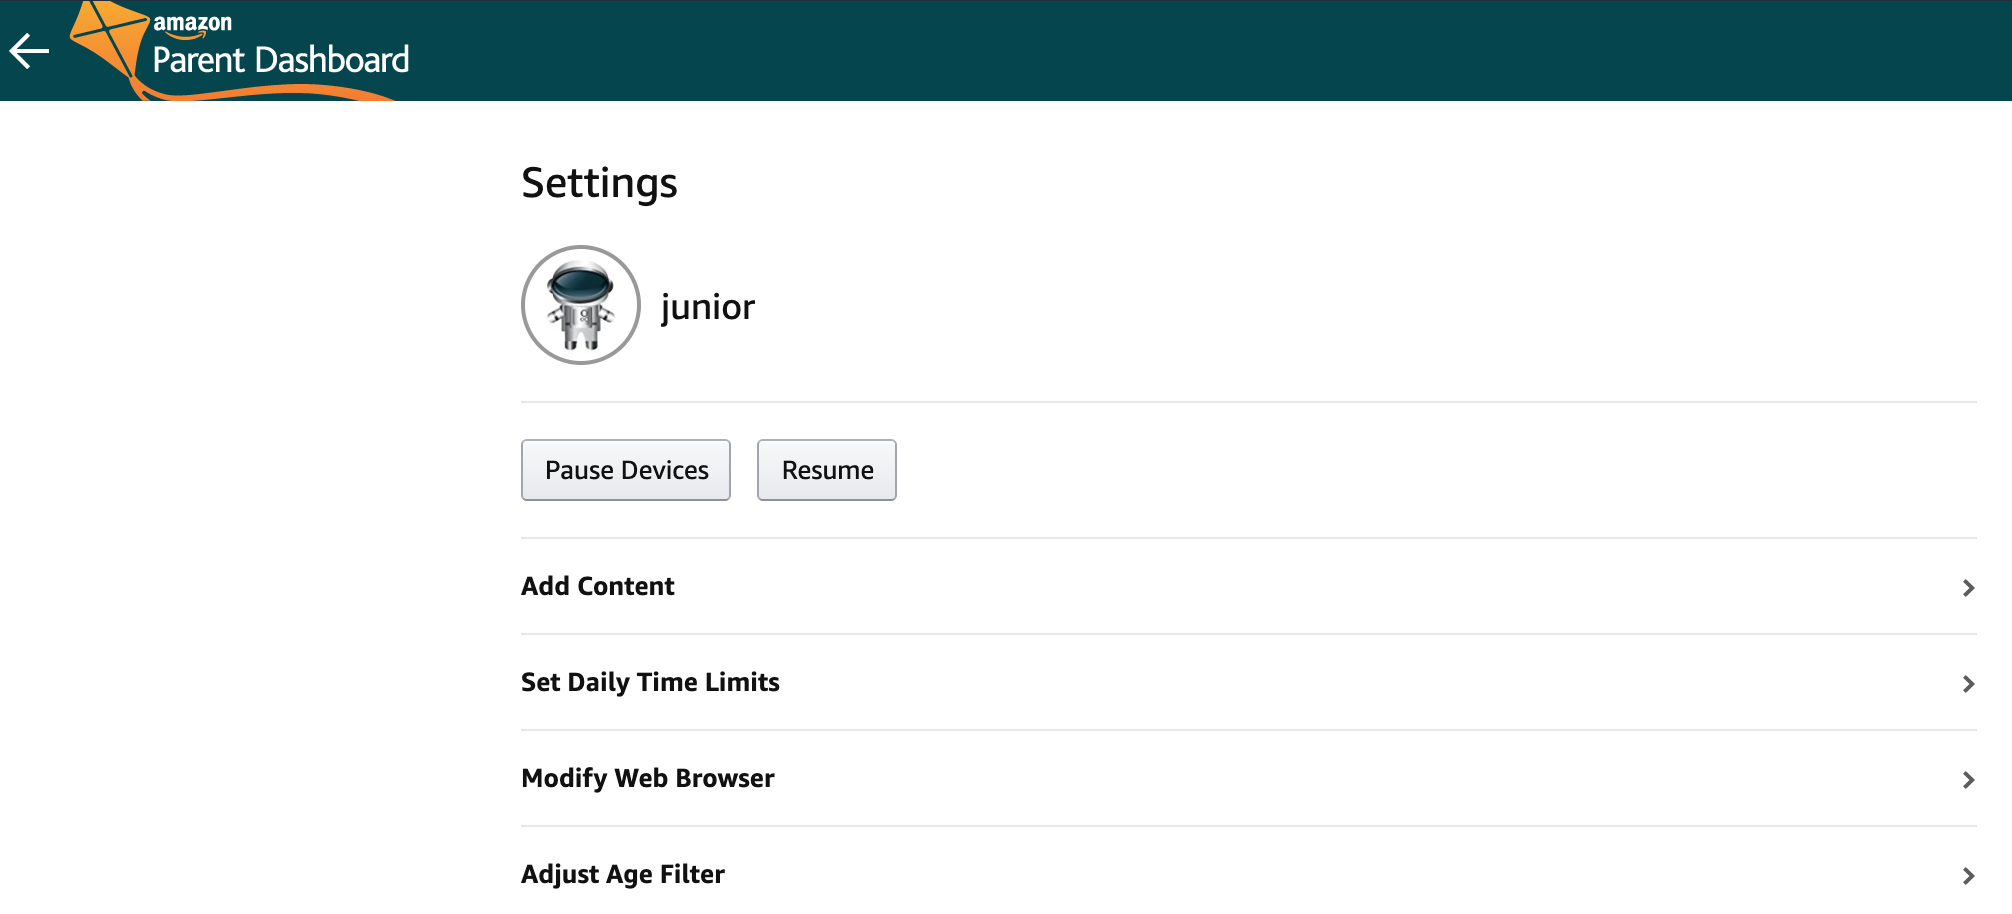 amazon
Parent Dashboard
Settings
junior
Pause Devices
Resume
Add Content
Set Daily Time Limits
Modify Web Browser
Adjust Age Filter